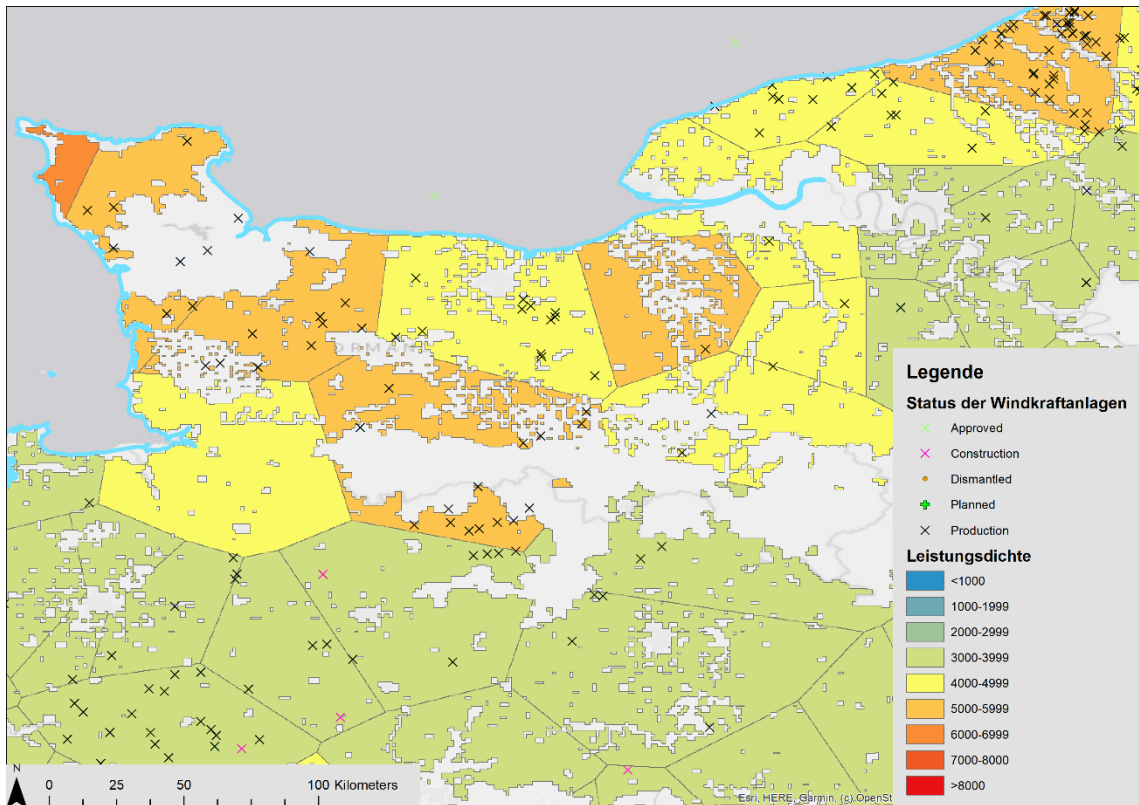 ORMAN
Legende
Status der Windkraftanlagen
Approved
Construction
Dismantled
Planned
Production
Leistungsdichte
<1000
1000-1999
2000-2999
3000-3999
4000-4999
5000-5999
6000-6999
7000-8000
>8000
N
0 25 50 100 Kilometers
Esri, HERE, Garmin, (c) OpenSt